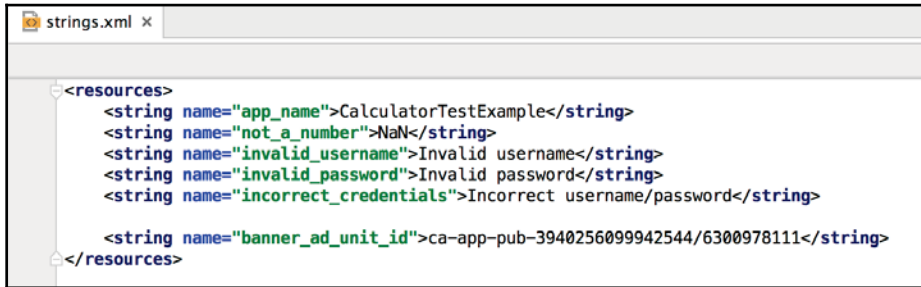 strings.xml ×
<resources>
<string name="app_name">CalculatorTestExample</string>
<string name="not_a_number">NaN</string>
<string name="invalid_username">Invalid username</string>
<string name="invalid_password">Invalid password</string>
<string name="incorrect_credentials">Incorrect username/password</string>
<string name="banner_ad_unit_id">ca-app-pub-3940256099942544/6300978111</string>
</resources>